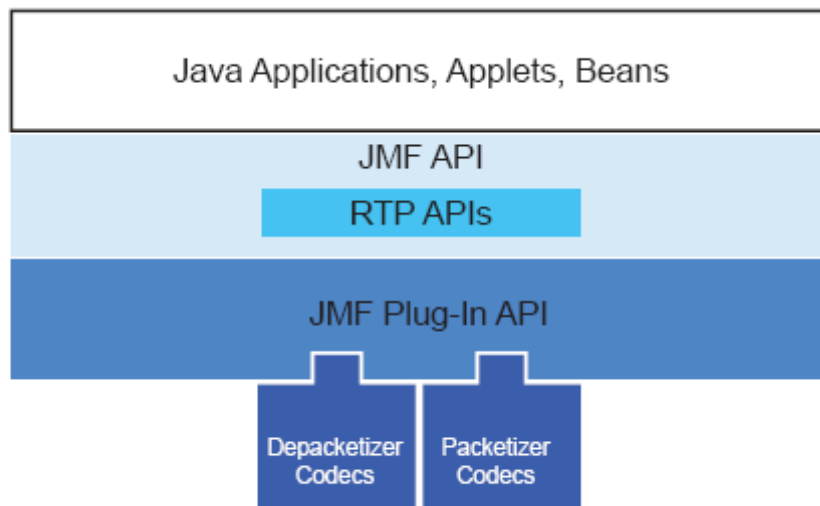 Java Applications, Applets, Beans
JMF API
RTP APIs
JMF Plug-In API
Depacketizer
Codecs
Packetizer
Codecs